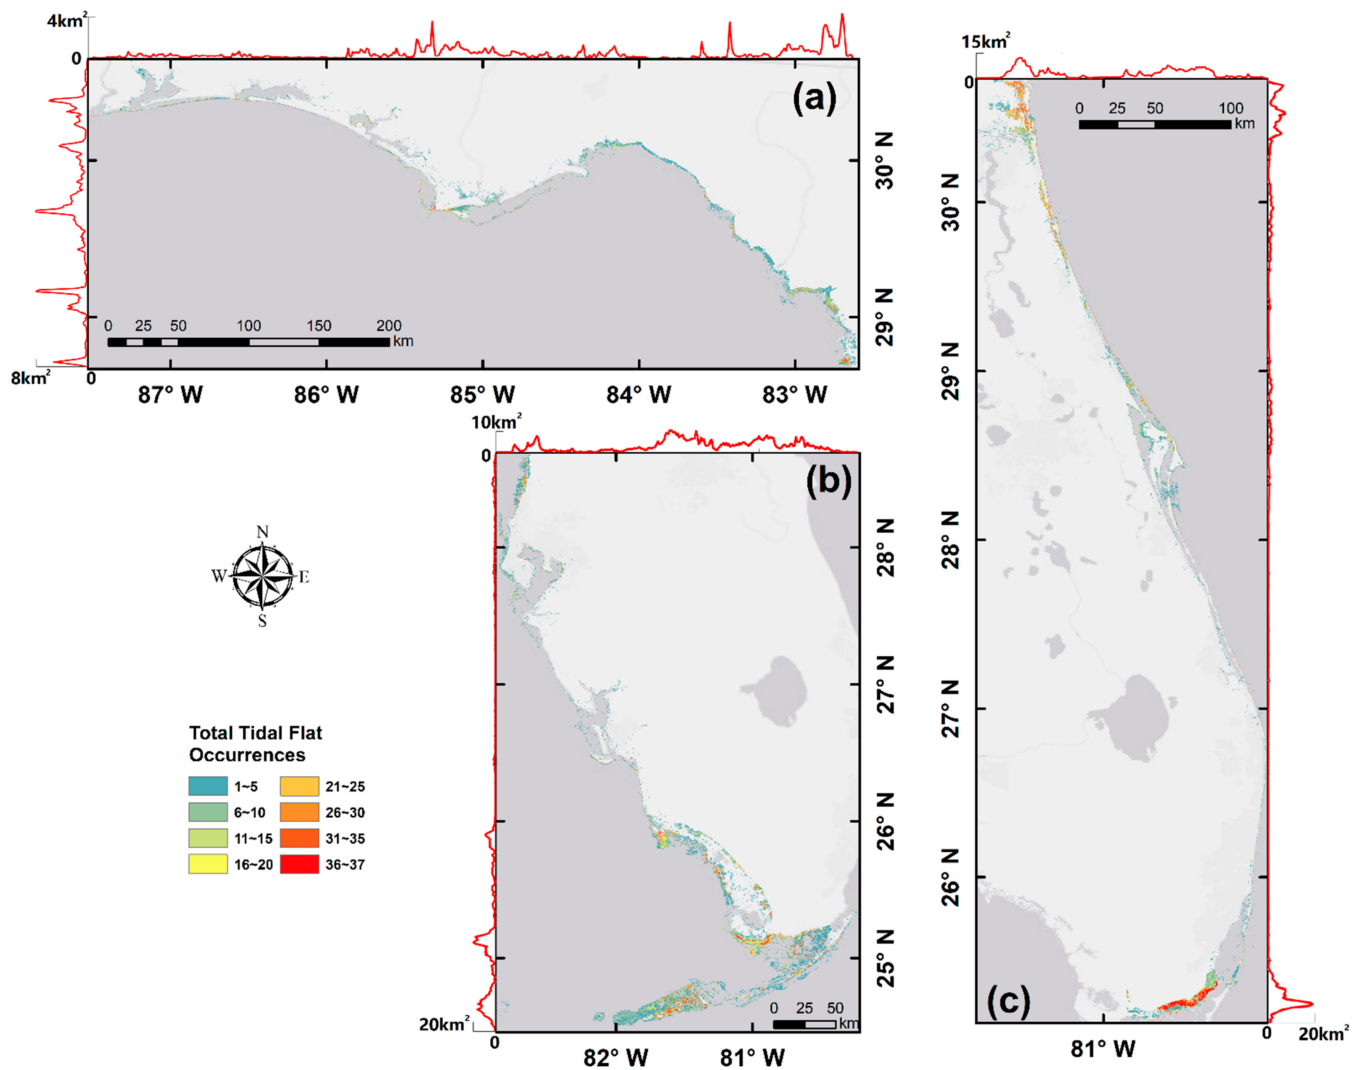 4km²
0
(a)
30° N
29° N
0 25 50 100 150 200
km
8km²
0
87° W 86° W 85° W 84° W 83° W
10km²
0
(b)
28° N
27° N
26° N
25° N
0 25 50
km
20km²
0
82° W 81° W
N
W E
S
Total Tidal Flat
Occurrences
1~5 21~25
6~10 26~30
11~15 31~35
16~20 36~37
15km²
0
0 25 50 100
km
30° N
29° N
28° N
27° N
26° N
(c)
81° W
0 20km²